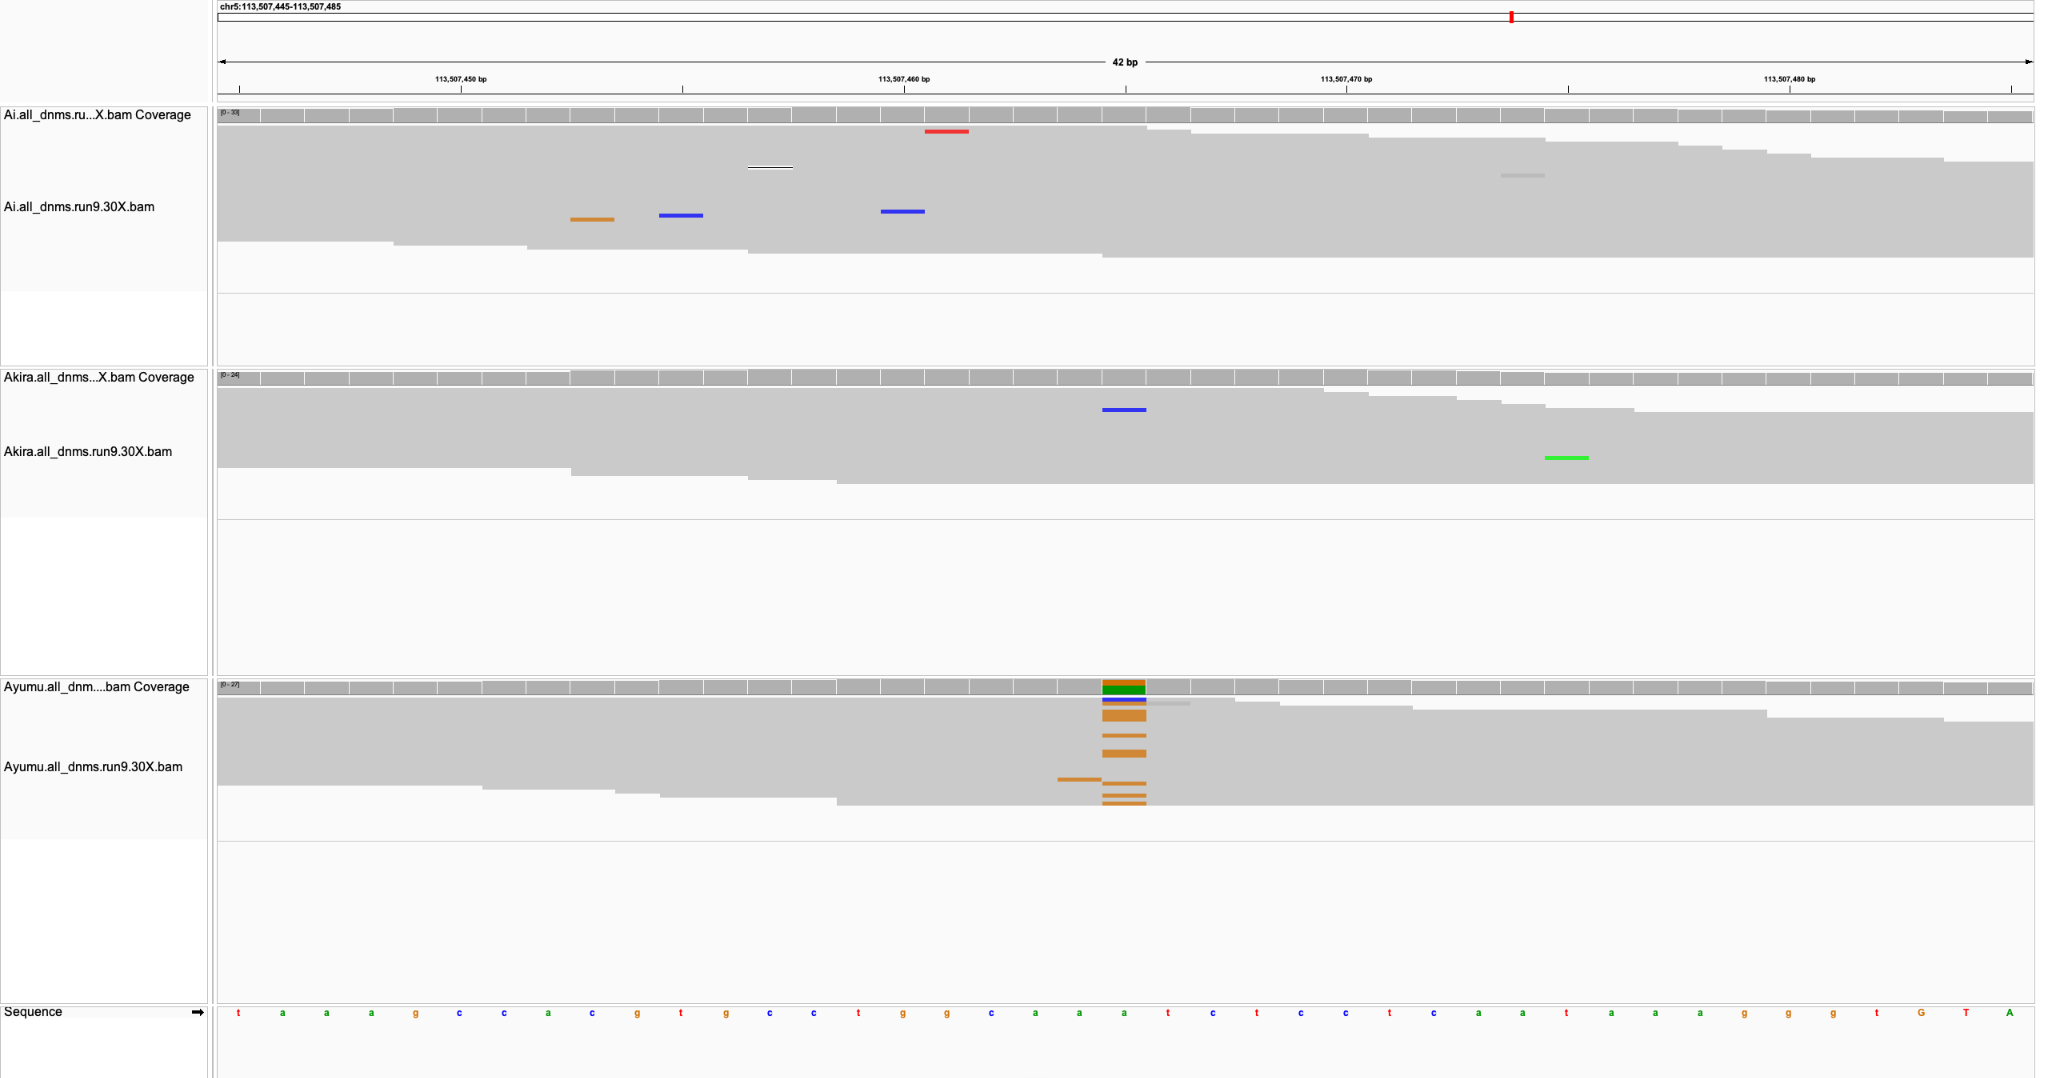 chr5:113,507,445-113,507,485
42 bp
113,507,450 bp 113,507,460 bp 113,507,470 bp 113,507,480 bp
Ai.all_dnms.ru...X.bam Coverage
[0 - 33]
Ai.all_dnms.run9.30X.bam
Akira.all_dnms...X.bam Coverage
[0 - 24]
Akira.all_dnms.run9.30X.bam
Ayumu.all_dnm....bam Coverage
[0 - 27]
Ayumu.all_dnms.run9.30X.bam
Sequence
t a a a g c c a c g t g c c t g g c a a a t c t c c t c a a t a a a g g g t G T A